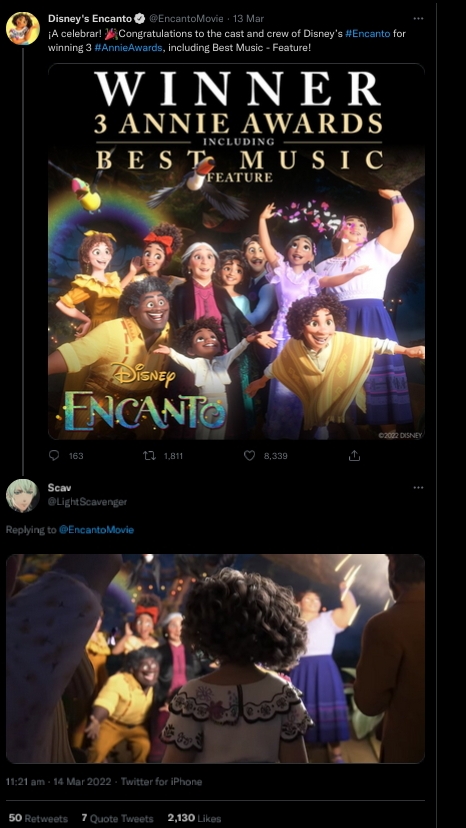 Disney's Encanto @EncantoMovie · 13 Mar
¡A celebrar! 🎉Congratulations to the cast and crew of Disney's #Encanto for
winning 3 #AnnieAwards, including Best Music - Feature!
WINNER
3 ANNIE AWARDS
INCLUDING
BEST MUSIC
FEATURE
DISNEY
ENCANTO
©2022 DISNEY
163 1,811 8,339
Scav
@LightScavenger
Replying to @EncantoMovie
11:21 am · 14 Mar 2022 · Twitter for iPhone
50 Retweets 7 Quote Tweets 2,130 Likes